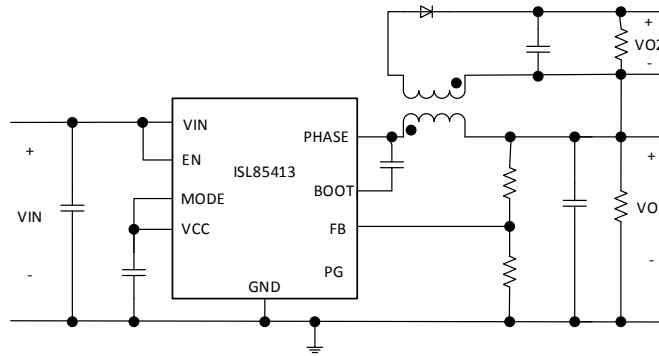 +
VO2
-
VIN
PHASE
+
EN
ISL85413
+
MODE
BOOT
VIN
VCC
FB
VO
-
PG
-
GND